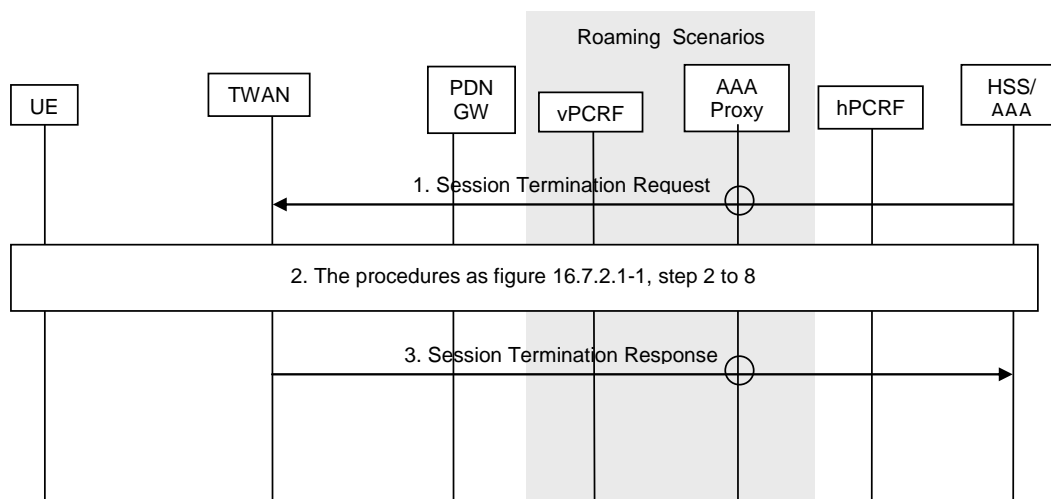 Roaming Scenarios
UE
TWAN
PDN
GW
vPCRF
AAA
Proxy
hPCRF
HSS/
AAA
1. Session Termination Request
2. The procedures as figure 16.7.2.1-1, step 2 to 8
3. Session Termination Response